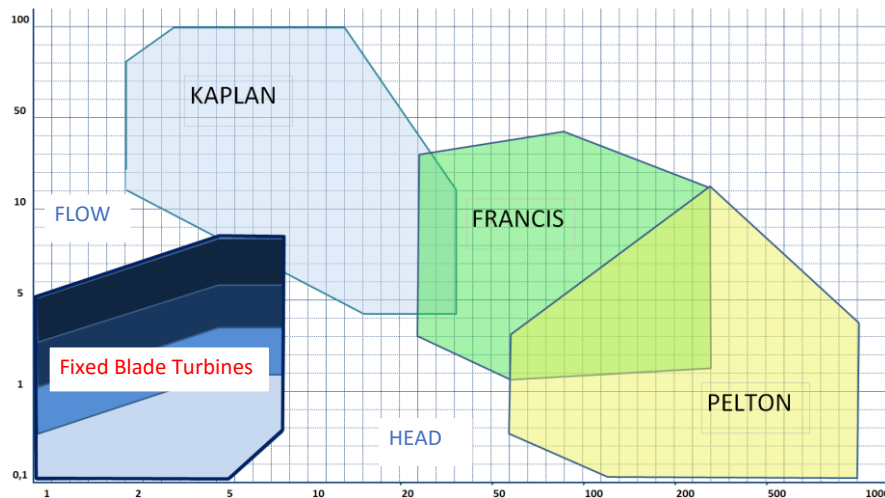 100
KAPLAN
50
10
FLOW
FRANCIS
5
Fixed Blade Turbines
1
PELTON
HEAD
0,1
1 2 5 10 20 50 100 200 500 1000